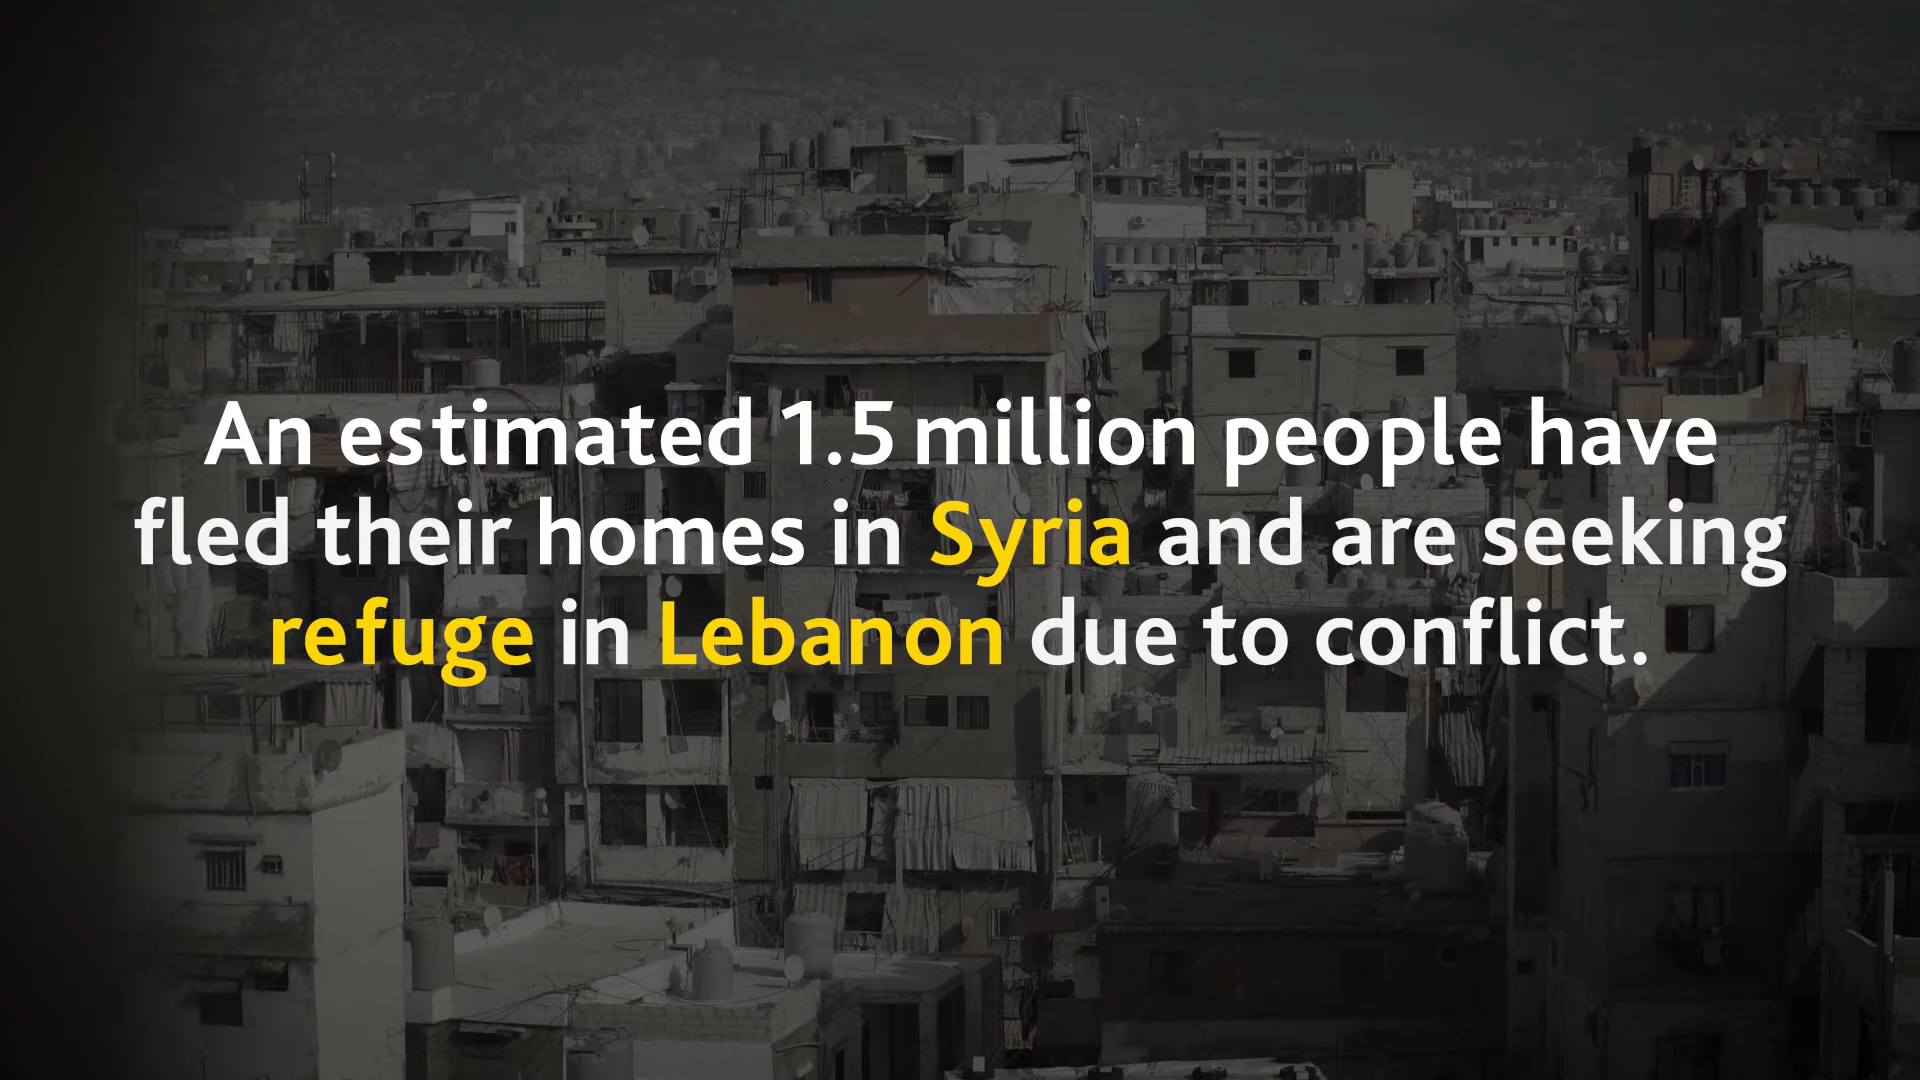 An estimated 1.5 million people have
fled their homes in Syria and are seeking
refuge in Lebanon due to conflict.